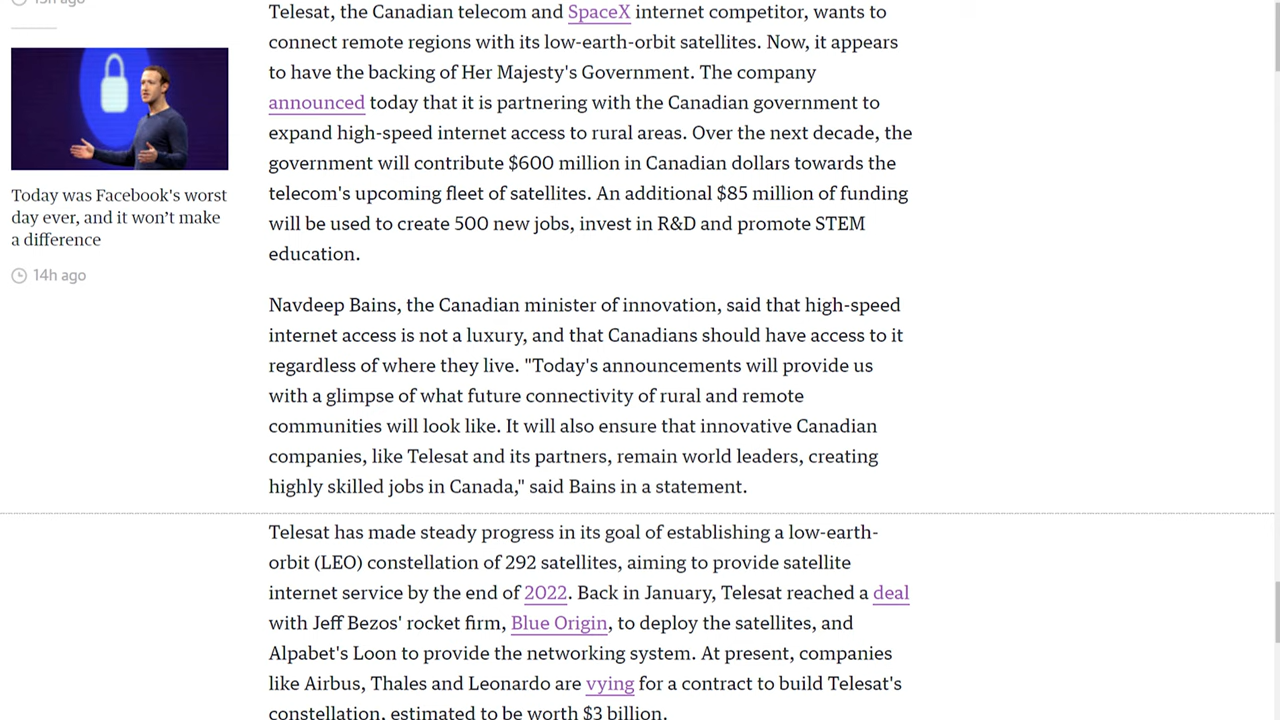 15h ago
Today was Facebook's worst
day ever, and it won’t make
a difference
14h ago
Telesat, the Canadian telecom and SpaceX internet competitor, wants to
connect remote regions with its low-earth-orbit satellites. Now, it appears
to have the backing of Her Majesty's Government. The company
announced today that it is partnering with the Canadian government to
expand high-speed internet access to rural areas. Over the next decade, the
government will contribute $600 million in Canadian dollars towards the
telecom's upcoming fleet of satellites. An additional $85 million of funding
will be used to create 500 new jobs, invest in R&D and promote STEM
education.
Navdeep Bains, the Canadian minister of innovation, said that high-speed
internet access is not a luxury, and that Canadians should have access to it
regardless of where they live. "Today's announcements will provide us
with a glimpse of what future connectivity of rural and remote
communities will look like. It will also ensure that innovative Canadian
companies, like Telesat and its partners, remain world leaders, creating
highly skilled jobs in Canada," said Bains in a statement.
Telesat has made steady progress in its goal of establishing a low-earth-
orbit (LEO) constellation of 292 satellites, aiming to provide satellite
internet service by the end of 2022. Back in January, Telesat reached a deal
with Jeff Bezos' rocket firm, Blue Origin, to deploy the satellites, and
Alpabet's Loon to provide the networking system. At present, companies
like Airbus, Thales and Leonardo are vying for a contract to build Telesat's
constellation, estimated to be worth $3 billion.